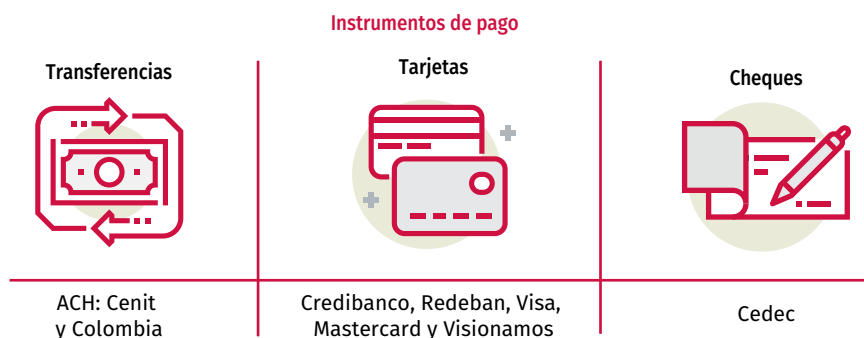 Instrumentos de pago
Transferencias
Tarjetas
Cheques
ACH: Cenit
y Colombia
Credibanco, Redeban, Visa,
Mastercard y Visionamos
Cedec